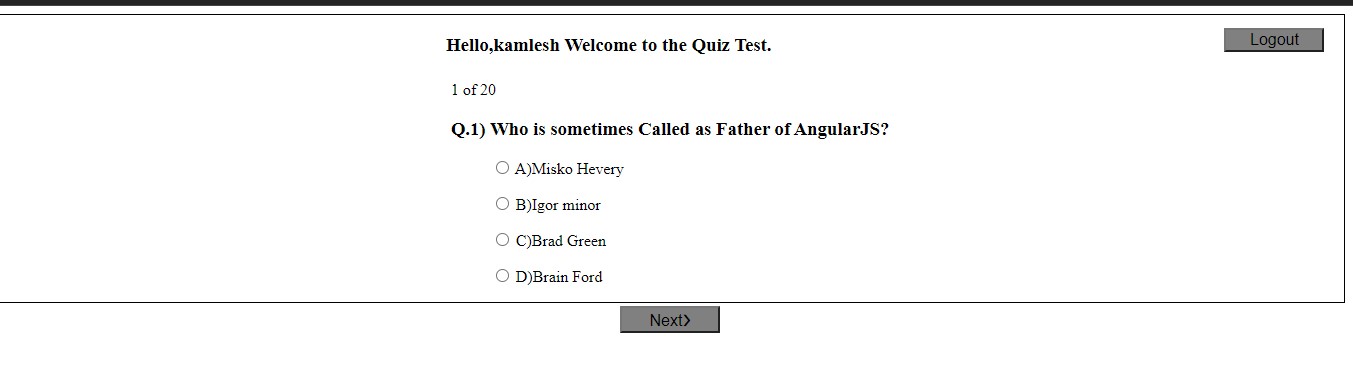 Hello,kamlesh Welcome to the Quiz Test.
Logout
1 of 20
Q.1) Who is sometimes Called as Father of AngularJS?
A)Misko Hevery
B)Igor minor
C)Brad Green
D)Brain Ford
Next❯